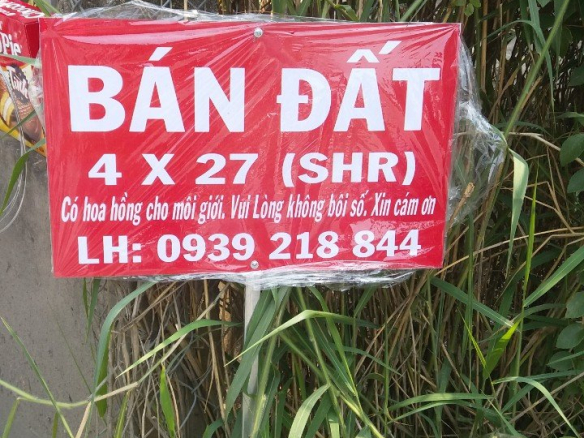 Pie
BÁN ĐẤT
4 X 27 (SHR)
Có hoa hồng cho môi giới. Vui Lòng không bôi số. Xin cám ơn
LH: 0939 218 844